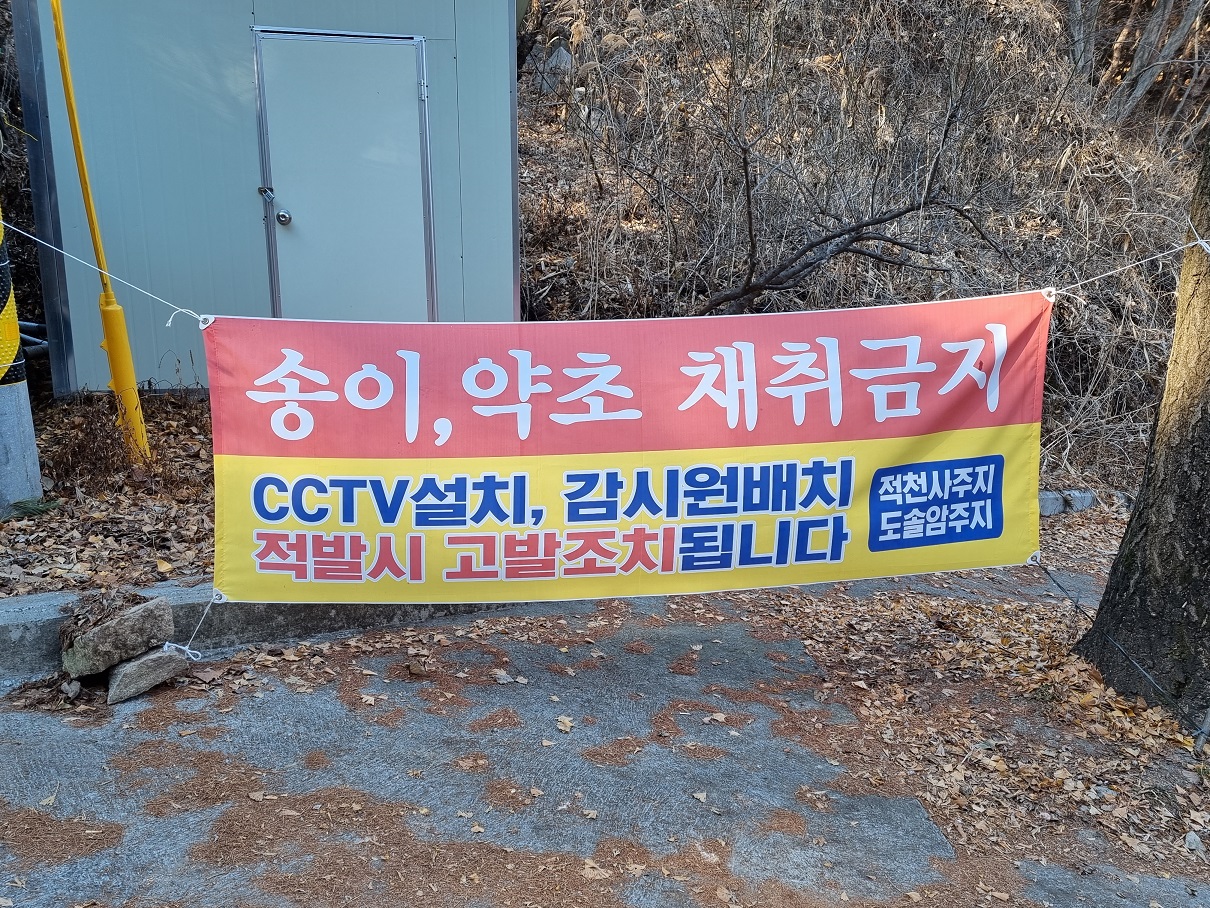 송이, 약초 채취금지
CCTV설치, 감시원배치
적발시 고발조치됩니다
적천사주지
도솔암주지